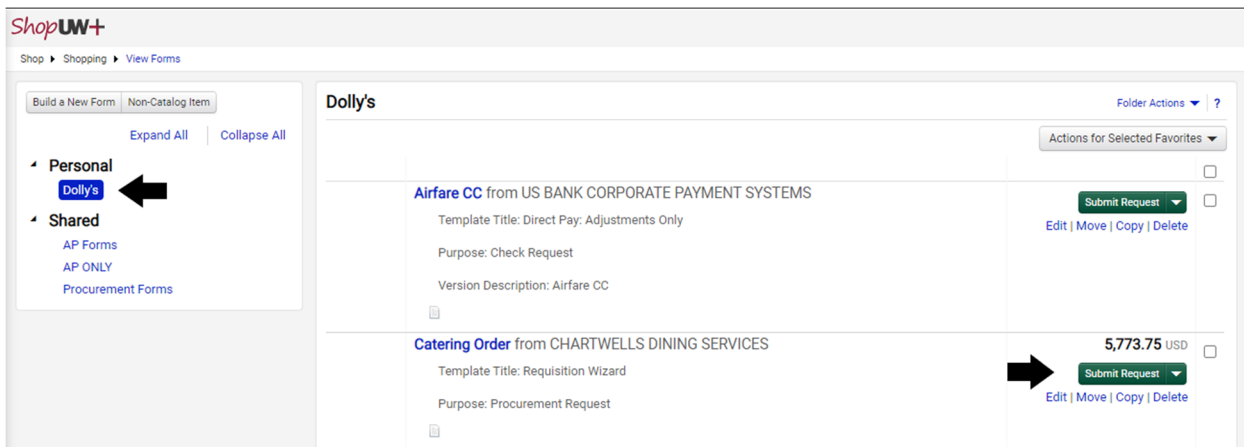 ShopUW+
Shop Shopping View Forms
Build a New Form Non-Catalog Item
Expand All Collapse All
Personal
Dolly's
Shared
AP Forms
AP ONLY
Procurement Forms
Dolly's
Folder Actions ?
Actions for Selected Favorites
Airfare CC from US BANK CORPORATE PAYMENT SYSTEMS
Template Title: Direct Pay: Adjustments Only
Purpose: Check Request
Version Description: Airfare CC
Submit Request
Edit | Move | Copy | Delete
Catering Order from CHARTWELLS DINING SERVICES
Template Title: Requisition Wizard
Purpose: Procurement Request
5,773.75 USD
Submit Request
Edit | Move | Copy | Delete